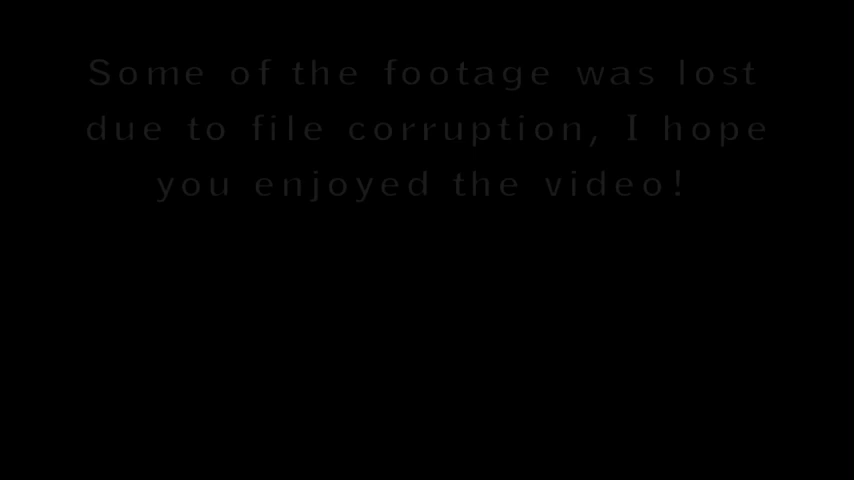 Some of the footage was lost
due to file corruption, I hope
you enjoyed the video!